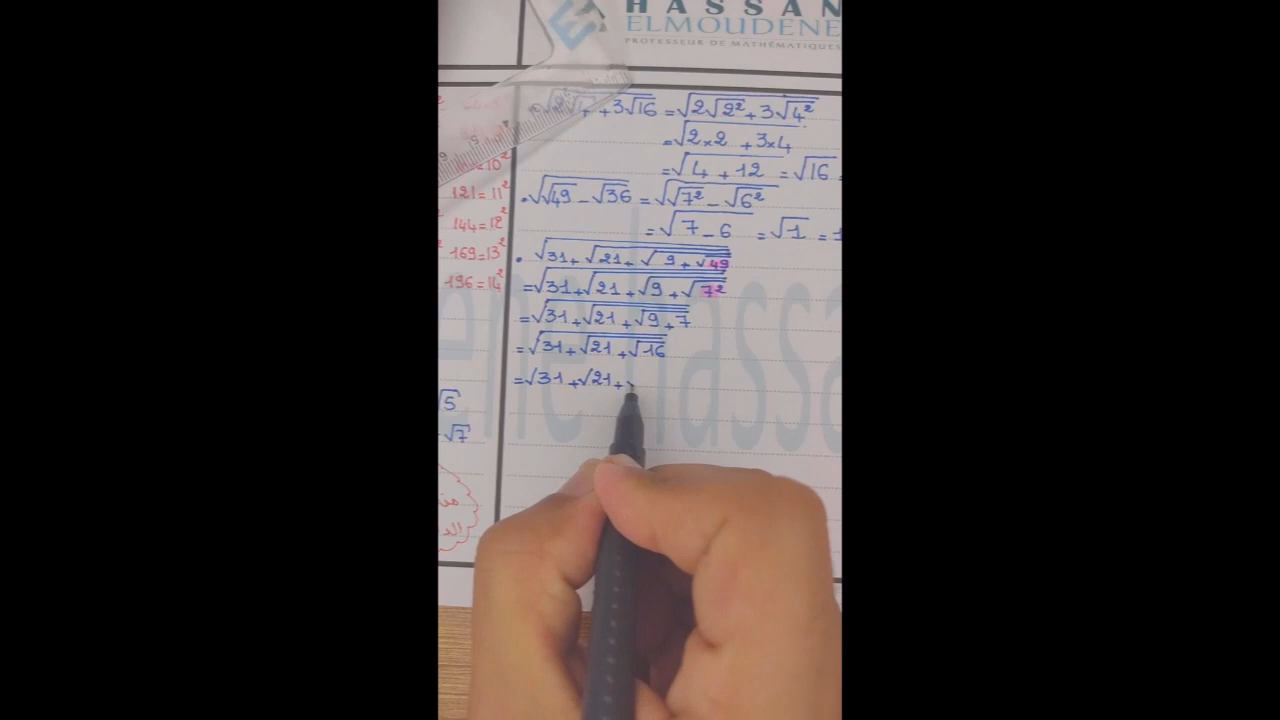 HASSAN
ELMOUDENE
PROFESSEUR DE MATHÉMATIQUES
+ 3√16 = √(2√2² + 3√4²)
= √(2×2 + 3×4)
= √(4 + 12) = √16 =
• √(√49 - √36) = √(√7² - √6²)
= √(7 - 6) = √1 = 1
• √(31 + √(21 + √(9 + √49)))
= √(31 + √(21 + √(9 + √7²)))
= √(31 + √(21 + √(9 + 7)))
= √(31 + √(21 + √16))
= √31 + √21 +
=10²
121=11²
144=12²
169=13²
196=14²
√5
√7